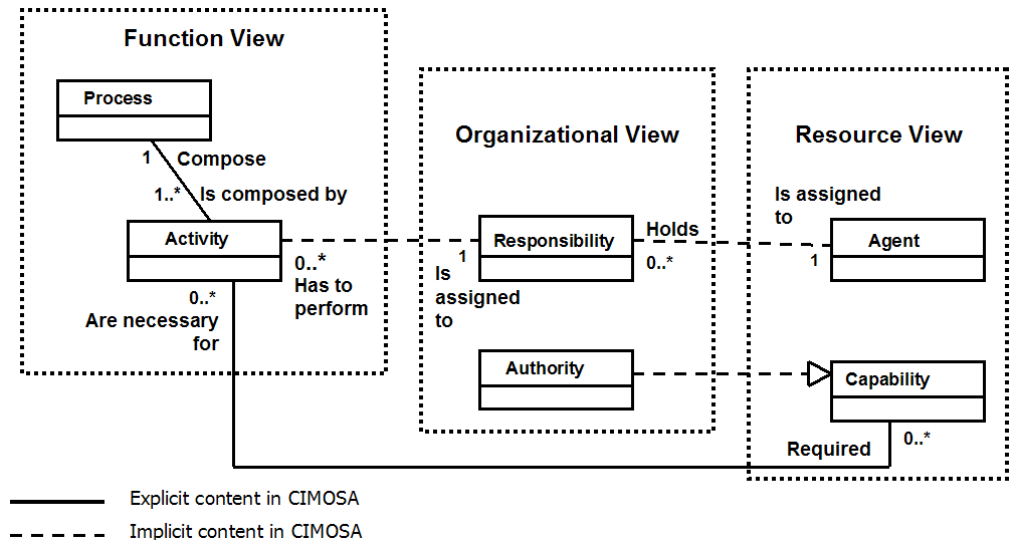 Function View
Process
1
Compose
1..*
Is composed by
Activity
0..*
Has to
perform
0..*
Are necessary
for
Organizational View
Responsibility
1
Is
assigned
to
Holds
0..*
Authority
Resource View
Is assigned
to
1
Agent
Capability
Required
0..*
Explicit content in CIMOSA
Implicit content in CIMOSA